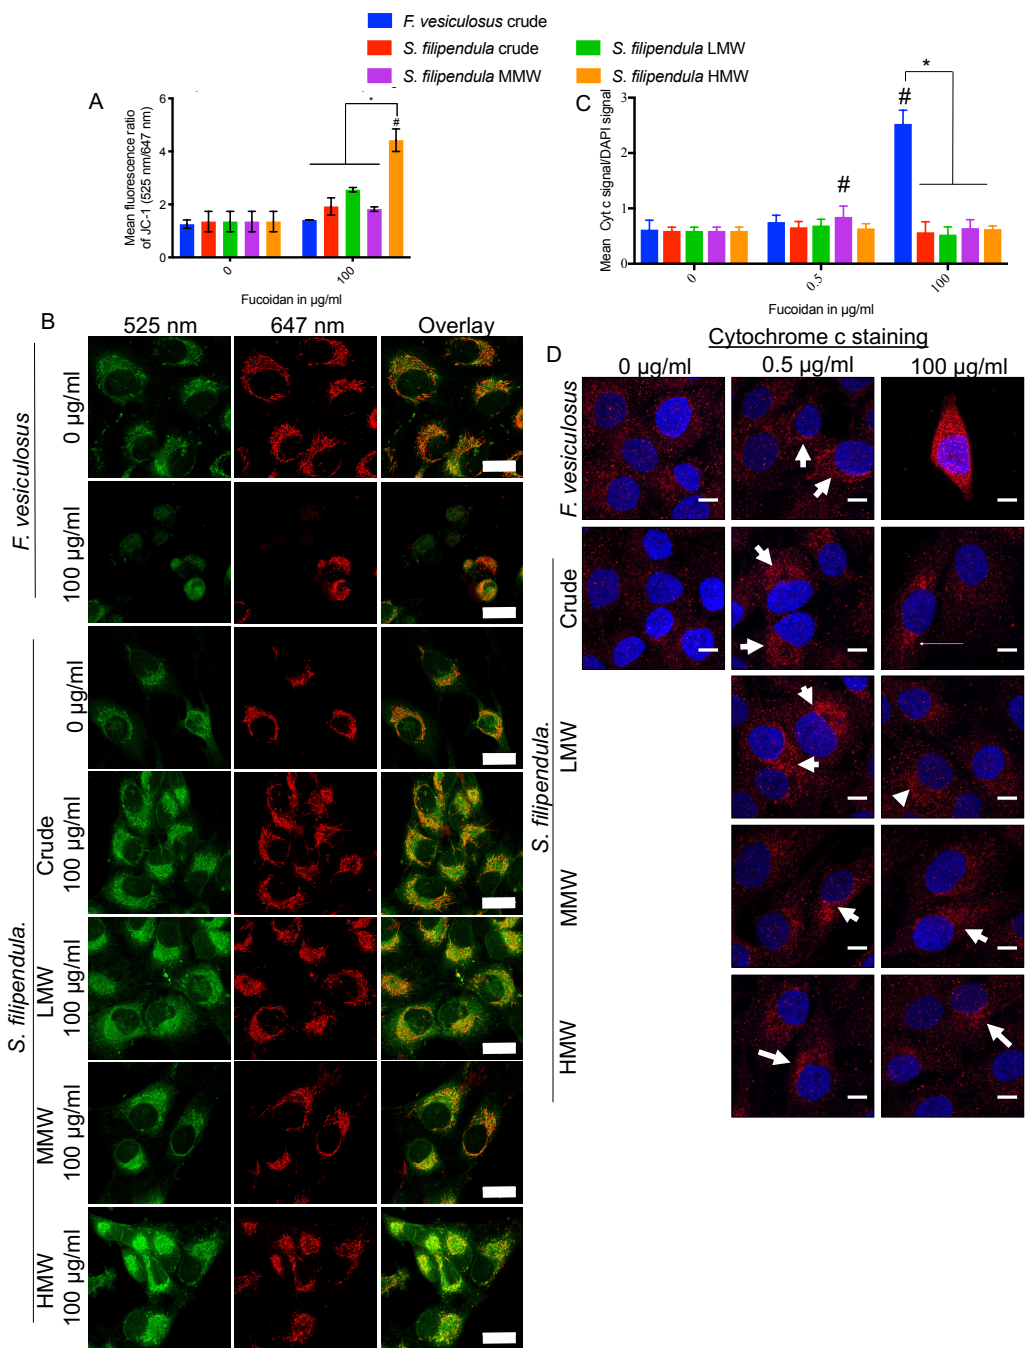 F. vesiculosus crude
S. filipendula crude
S. filipendula LMW
S. filipendula MMW
S. filipendula HMW
A
Mean fluorescence ratio
of JC-1 (525 nm/647 nm)
6
4
2
0
*
#
0
100
Fucoidan in µg/ml
C
Mean Cyt c signal/DAPI signal
3
2
1
0
#
#
*
0
0.5
100
Fucoidan in µg/ml
B
525 nm
647 nm
Overlay
F. vesiculosus
0 µg/ml
100 µg/ml
S. filipendula.
0 µg/ml
Crude
100 µg/ml
LMW
100 µg/ml
MMW
100 µg/ml
HMW
100 µg/ml
D
Cytochrome c staining
0 µg/ml
0.5 µg/ml
100 µg/ml
F. vesiculosus
S. filipendula.
Crude
LMW
MMW
HMW